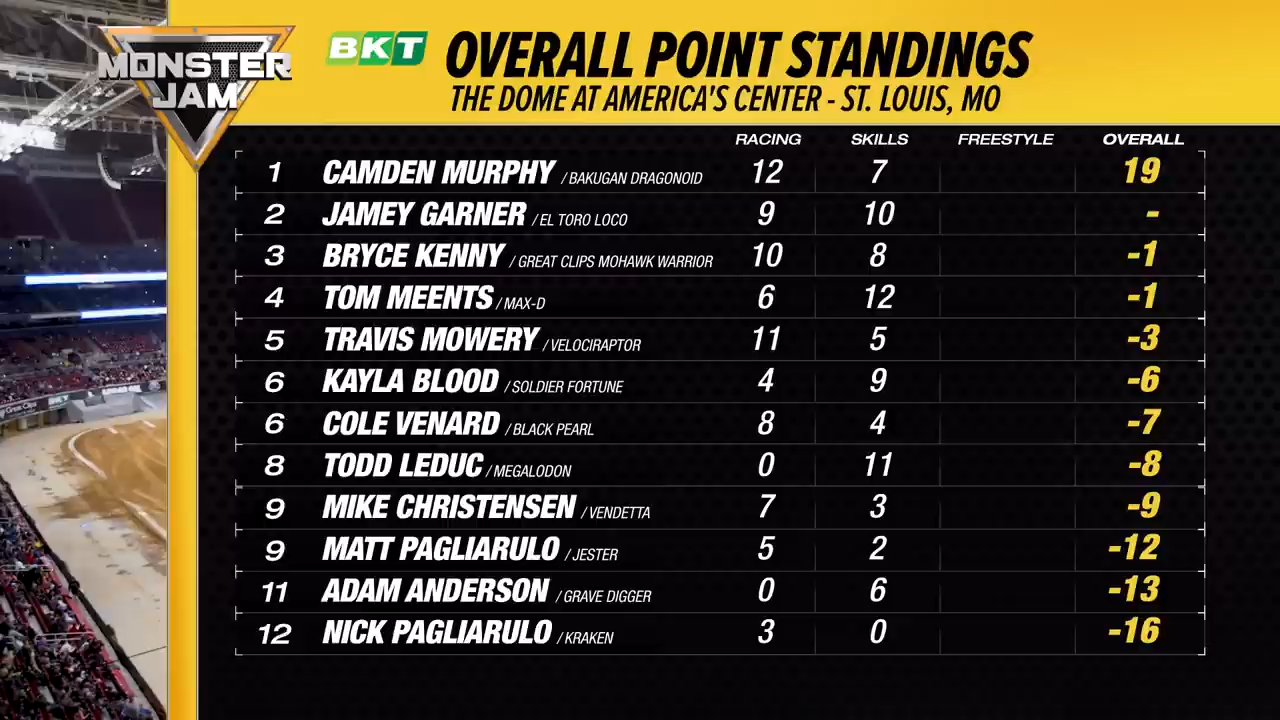 MONSTER JAM
BKT
OVERALL POINT STANDINGS
THE DOME AT AMERICA'S CENTER - ST. LOUIS, MO
RACING SKILLS FREESTYLE OVERALL
1 CAMDEN MURPHY / BAKUGAN DRAGONOID 12 7 19
2 JAMEY GARNER / EL TORO LOCO 9 10 -
3 BRYCE KENNY / GREAT CLIPS MOHAWK WARRIOR 10 8 -1
4 TOM MEENTS / MAX-D 6 12 -1
5 TRAVIS MOWERY / VELOCIRAPTOR 11 5 -3
6 KAYLA BLOOD / SOLDIER FORTUNE 4 9 -6
6 COLE VENARD / BLACK PEARL 8 4 -7
8 TODD LEDUC / MEGALODON 0 11 -8
9 MIKE CHRISTENSEN / VENDETTA 7 3 -9
9 MATT PAGLIARULO / JESTER 5 2 -12
11 ADAM ANDERSON / GRAVE DIGGER 0 6 -13
12 NICK PAGLIARULO / KRAKEN 3 0 -16
Great Clips
BKT